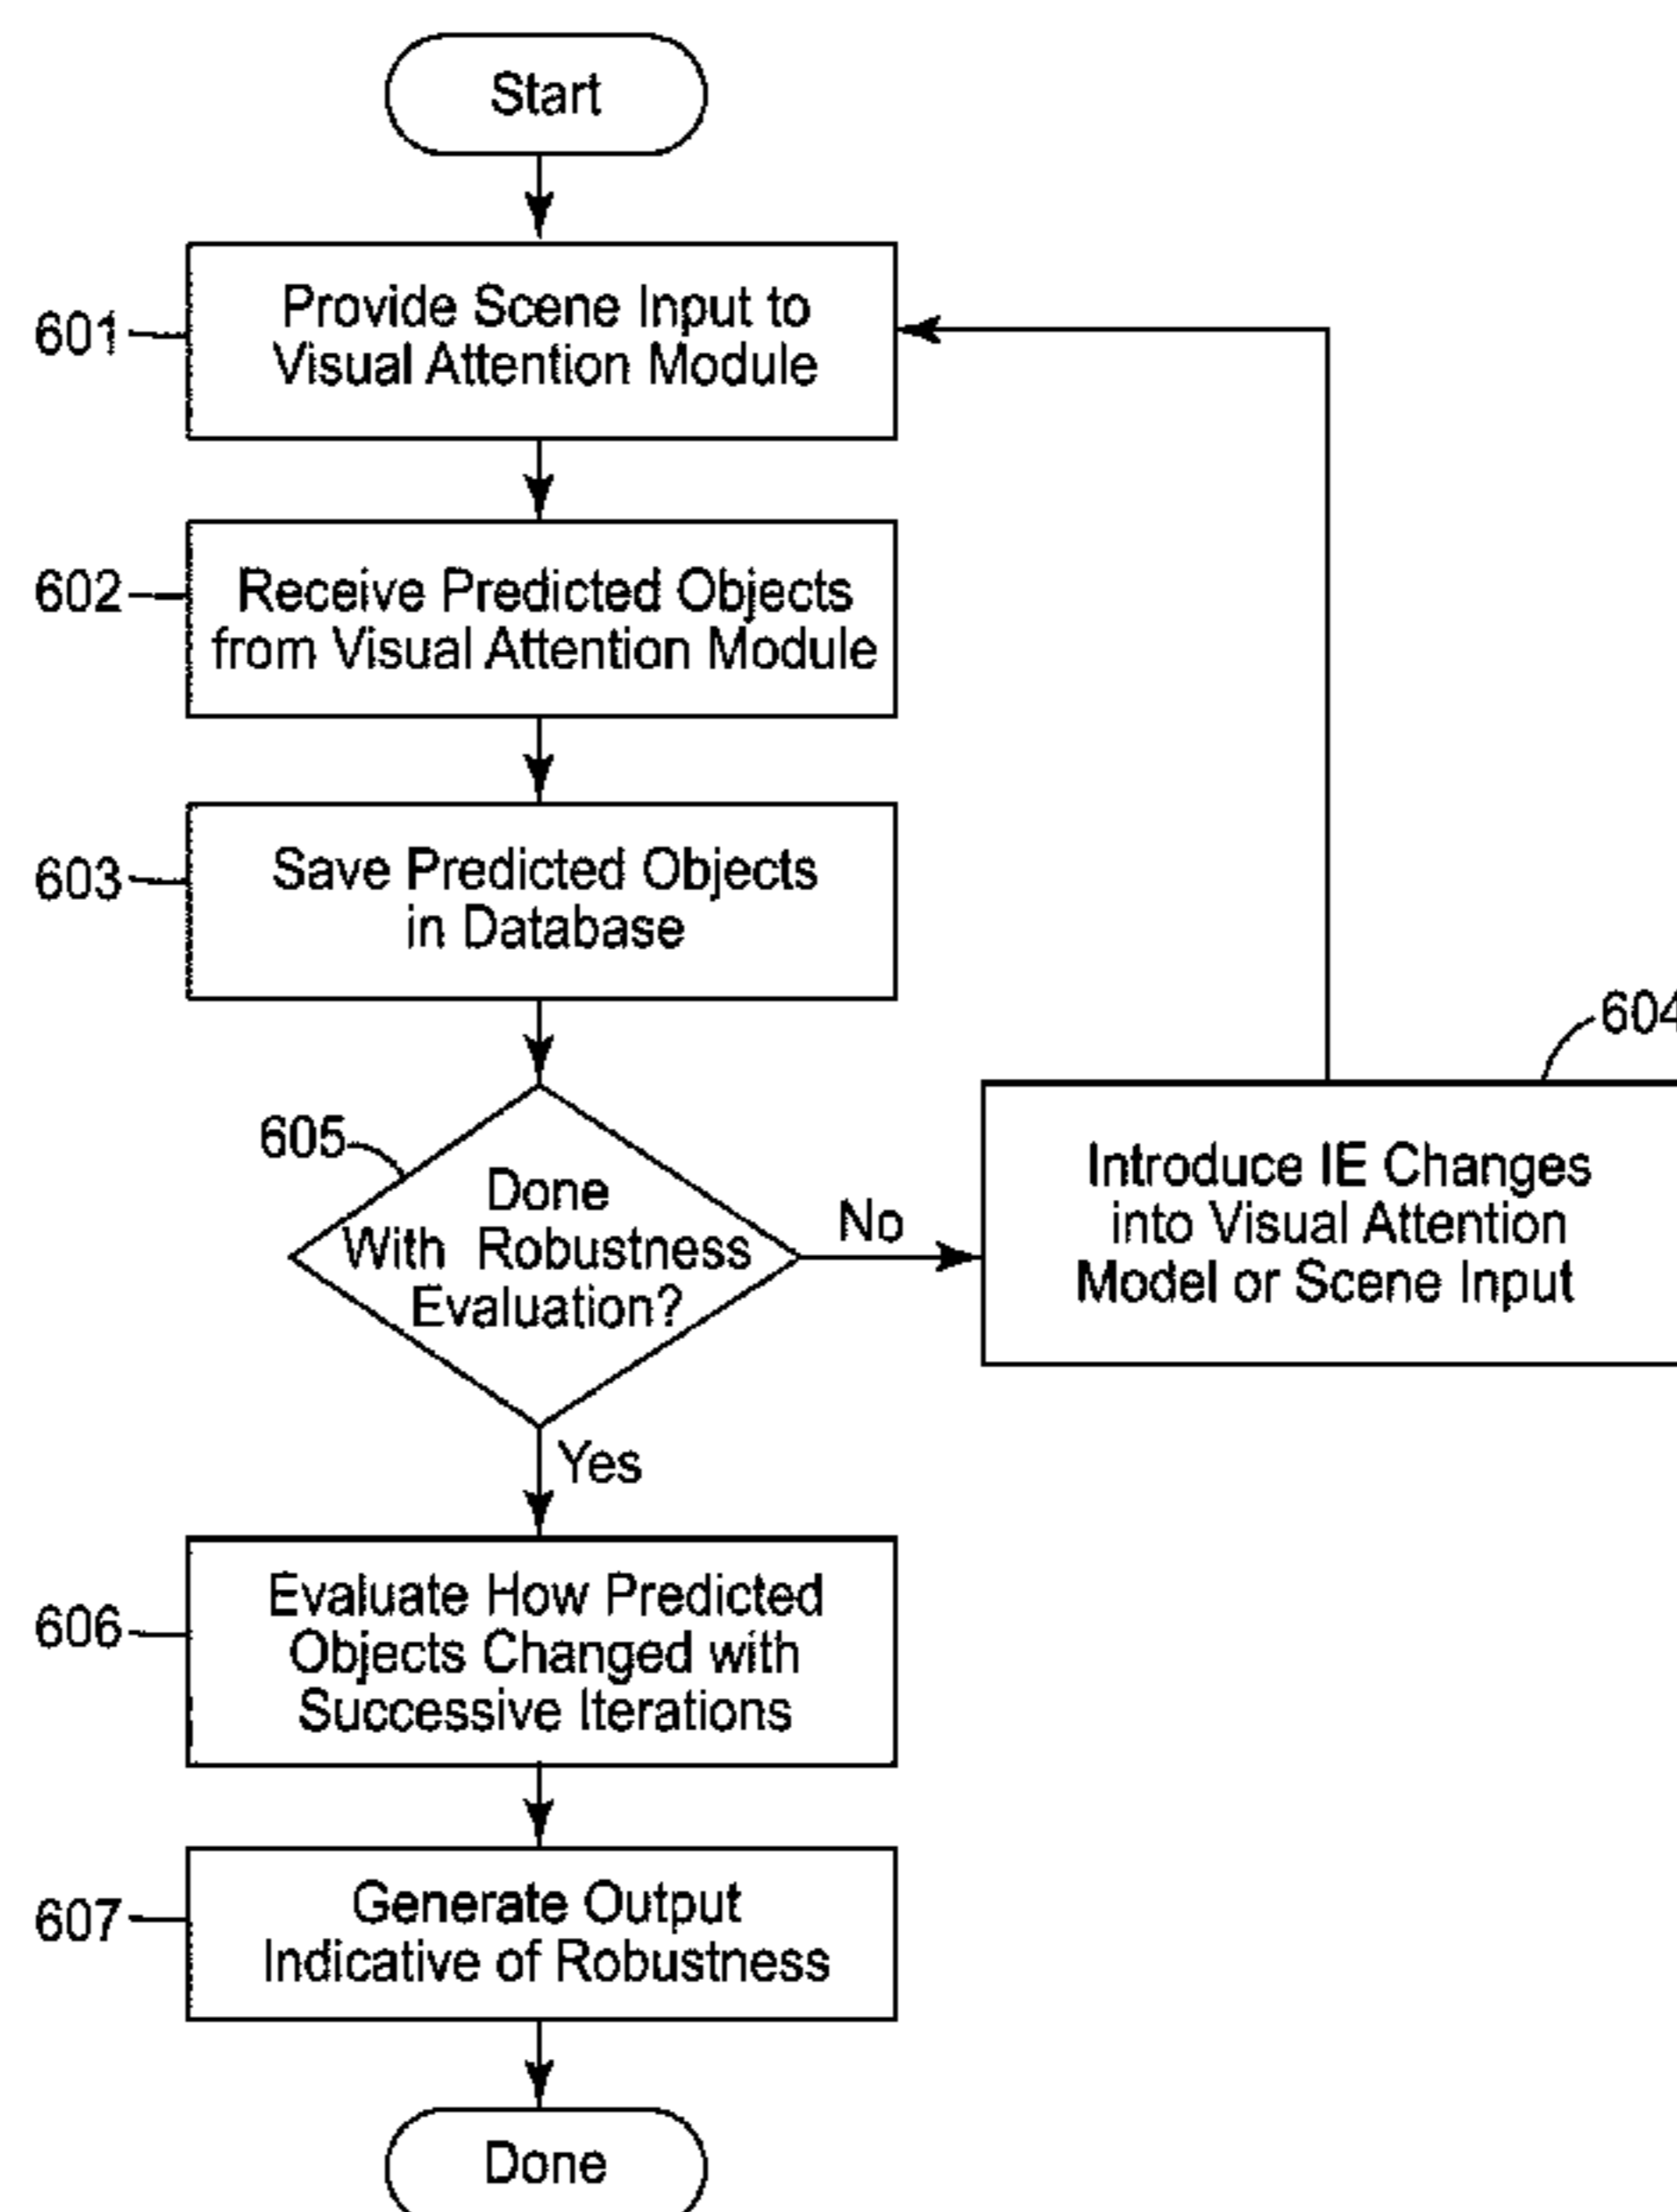 Start
601
Provide Scene Input to
Visual Attention Module
602
Receive Predicted Objects
from Visual Attention Module
603
Save Predicted Objects
in Database
604
605
Done
With Robustness
Evaluation?
No
Introduce IE Changes
into Visual Attention
Model or Scene Input
Yes
606
Evaluate How Predicted
Objects Changed with
Successive Iterations
607
Generate Output
Indicative of Robustness
Done